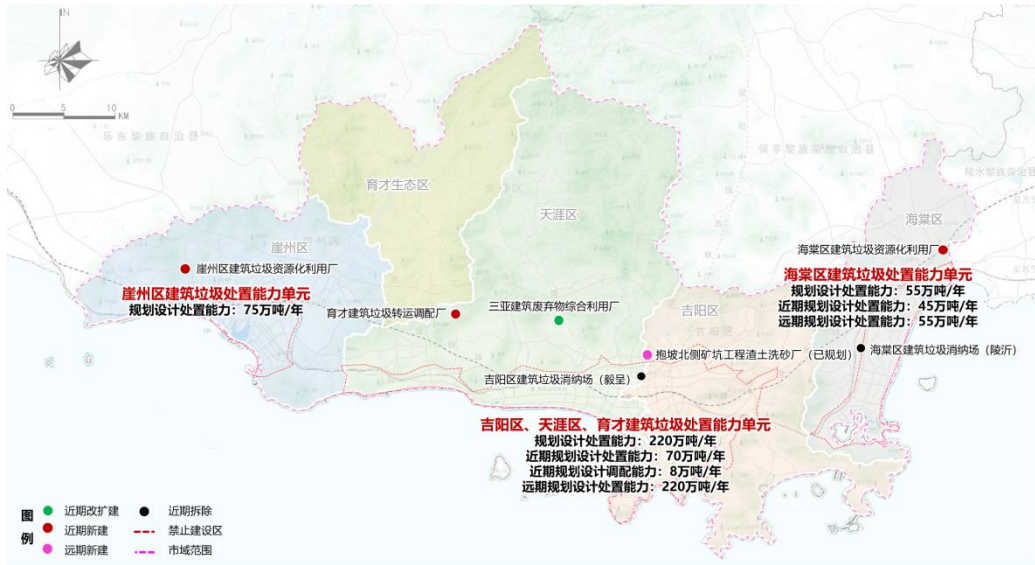 N
0 5 10
KM
乐东黎族自治县
保亭黎族苗族自治县
陵水黎族自治县
育才生态区
天涯区
海棠区
崖州区
崖州区建筑垃圾资源化利用厂
海棠区建筑垃圾资源化利用厂
崖州区建筑垃圾处置能力单元
规划设计处置能力：75万吨/年
海棠区建筑垃圾处置能力单元
规划设计处置能力：55万吨/年
近期规划设计处置能力：45万吨/年
远期规划设计处置能力：55万吨/年
育才建筑垃圾转运调配厂
三亚建筑废弃物综合利用厂
吉阳区
吉阳区
抱坡北侧矿坑工程渣土洗砂厂（已规划）
海棠区建筑垃圾消纳场（陵沂）
吉阳区建筑垃圾消纳场（毅呈）
吉阳区、天涯区、育才建筑垃圾处置能力单元
规划设计处置能力：220万吨/年
近期规划设计处置能力：70万吨/年
近期规划设计调配能力：8万吨/年
远期规划设计处置能力：220万吨/年
图例
近期改扩建
近期拆除
近期新建
禁止建设区
远期新建
市域范围